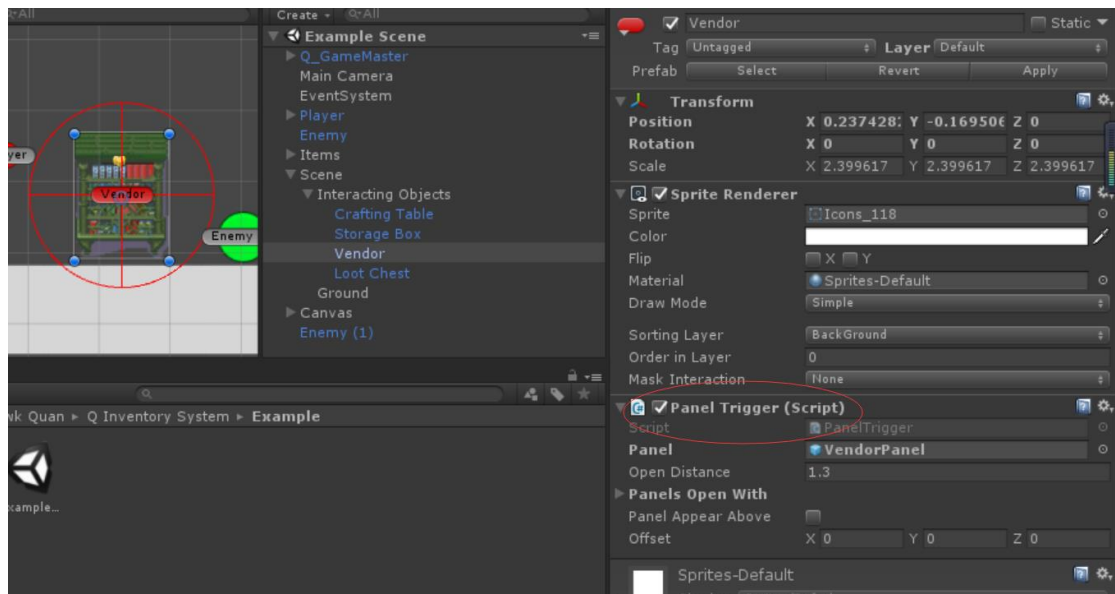 All
yer
Vendor
Enemy
Create
All
Example Scene
Q_GameMaster
Main Camera
EventSystem
Player
Enemy
Items
Scene
Interacting Objects
Crafting Table
Storage Box
Vendor
Loot Chest
Ground
Canvas
Enemy (1)
wk Quan ▸ Q Inventory System ▸ Example
xample...
Vendor Static
Tag Untagged Layer Default
Prefab Select Revert Apply
Transform
Position X 0.237428 Y -0.169506 Z 0
Rotation X 0 Y 0 Z 0
Scale X 2.399617 Y 2.399617 Z 2.399617
Sprite Renderer
Sprite Icons_118
Color
Flip X Y
Material Sprites-Default
Draw Mode Simple
Sorting Layer BackGround
Order in Layer 0
Mask Interaction None
Panel Trigger (Script)
Script PanelTrigger
Panel VendorPanel
Open Distance 1.3
Panels Open With
Panel Appear Above
Offset X 0 Y 0 Z 0
Sprites-Default